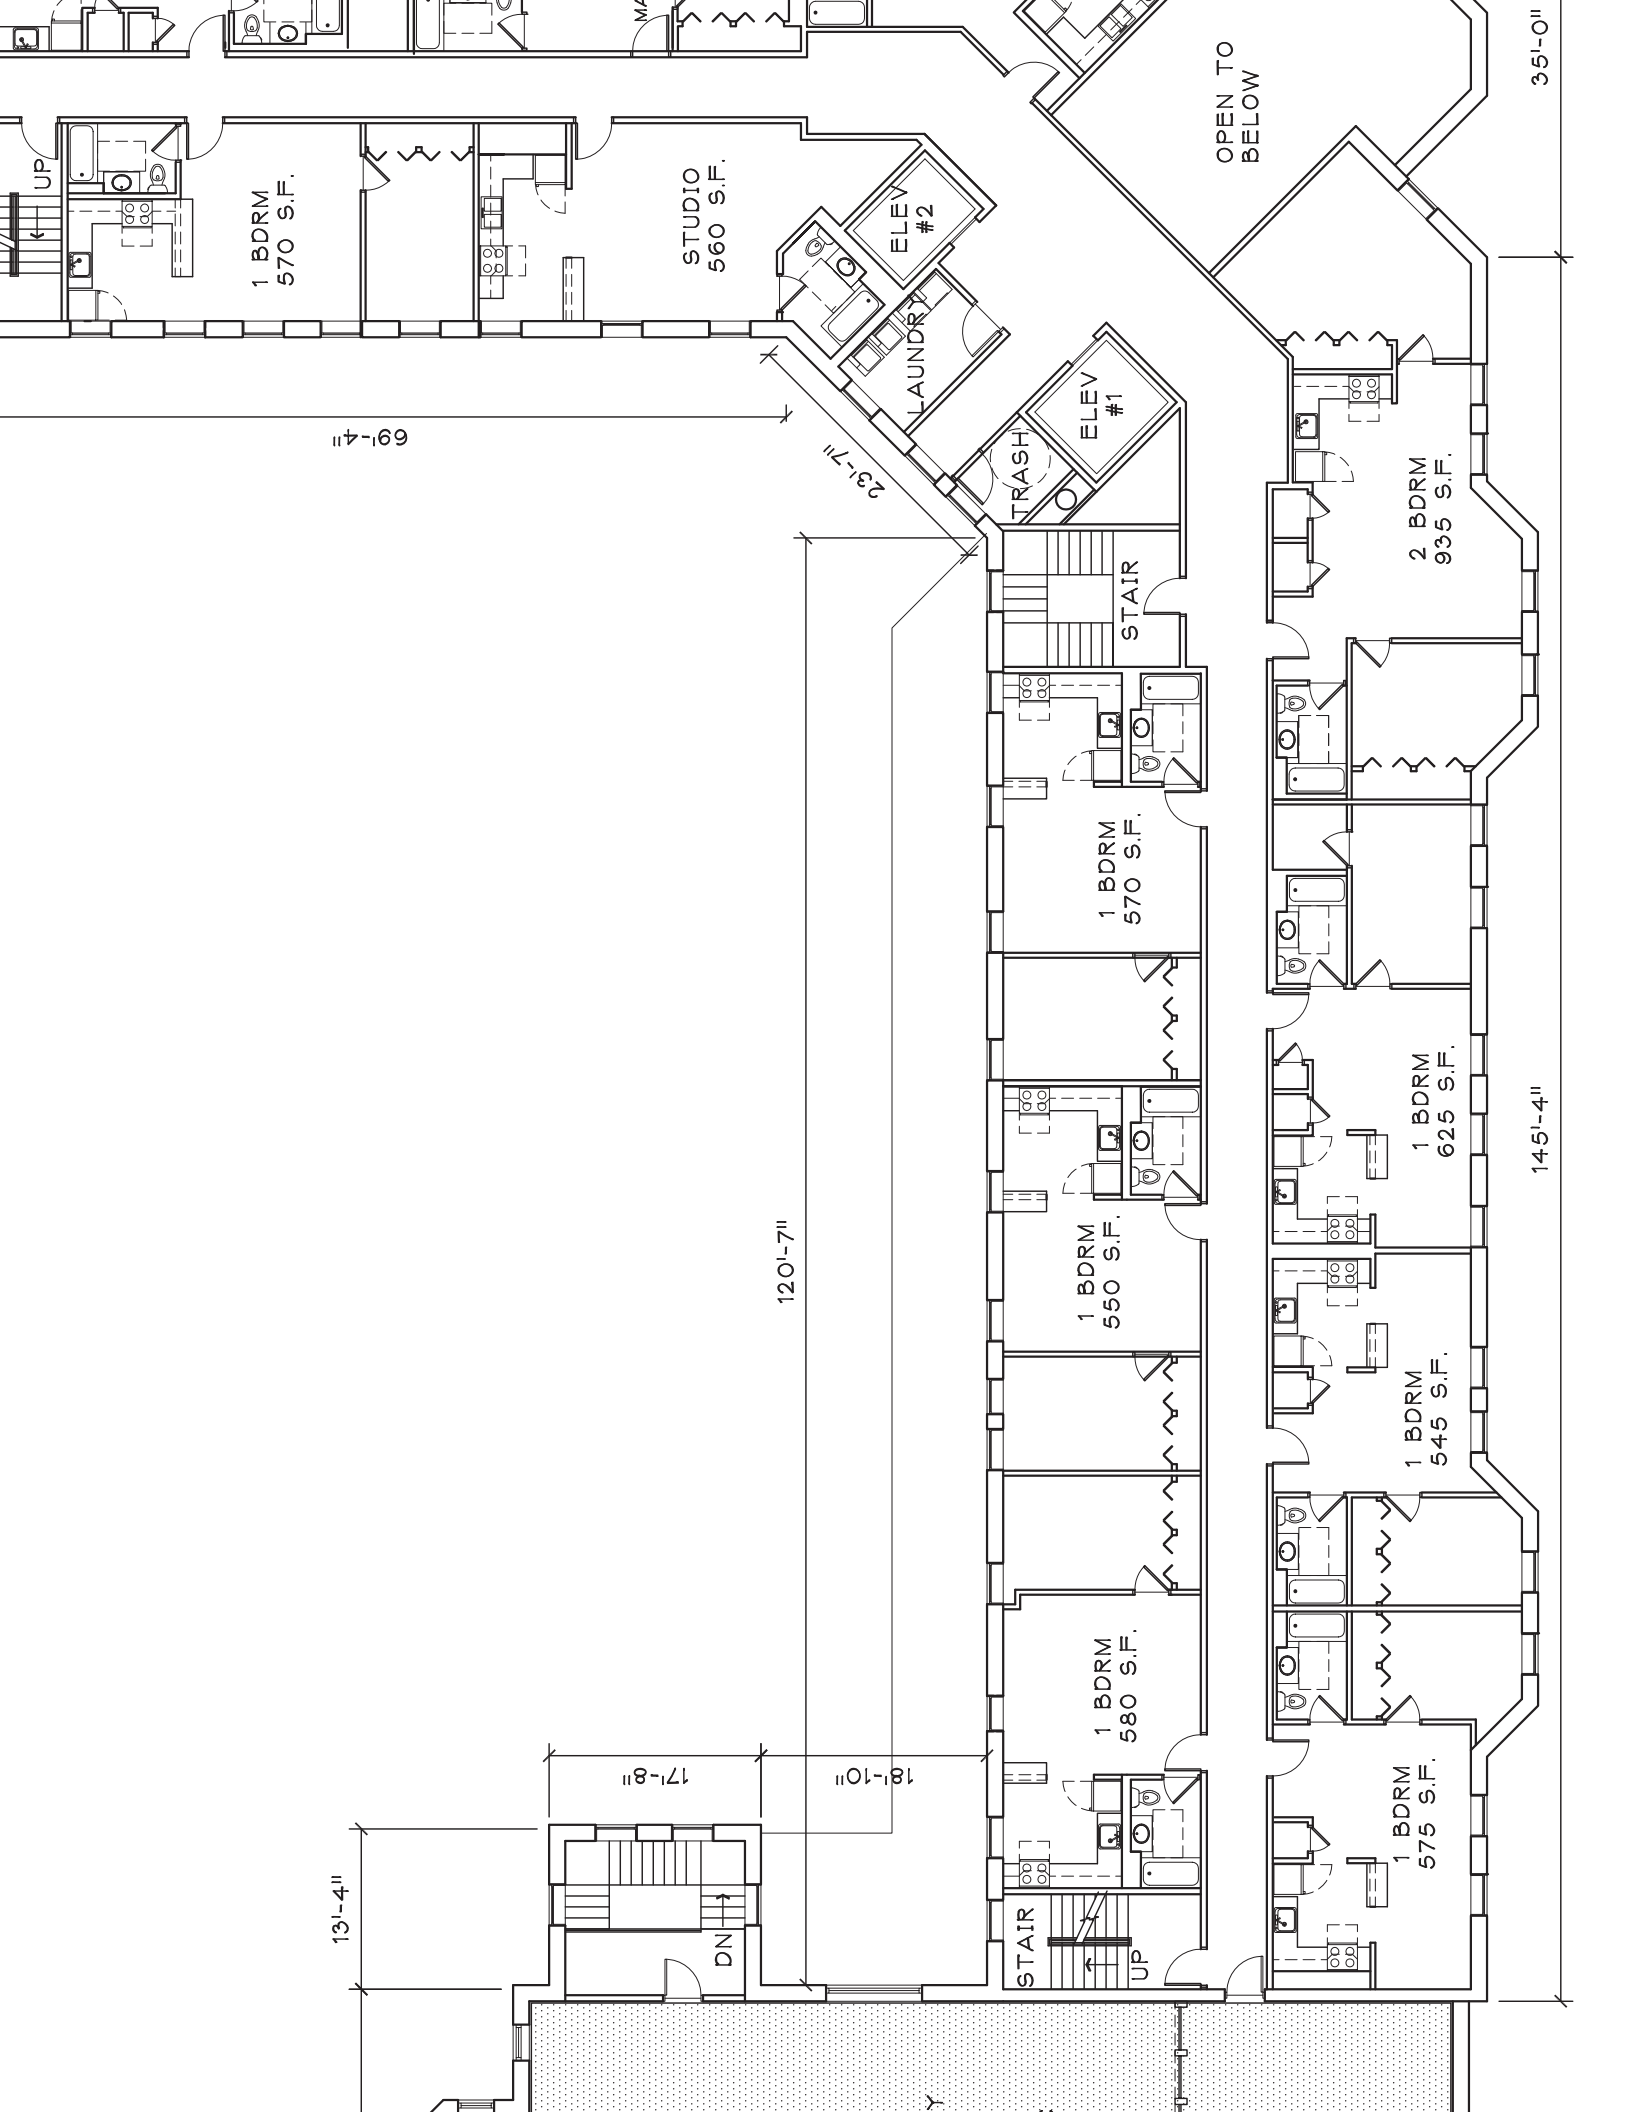 MA
35'-0"
OPEN TO
BELOW
UP
1 BDRM
570 S.F.
STUDIO
560 S.F.
ELEV
#2
LAUNDRY
ELEV
#1
TRASH
69'-4"
23'-7"
2 BDRM
935 S.F.
STAIR
1 BDRM
570 S.F.
1 BDRM
625 S.F.
145'-4"
120'-7"
1 BDRM
550 S.F.
1 BDRM
545 S.F.
1 BDRM
580 S.F.
17'-8"
18'-10"
1 BDRM
575 S.F.
13'-4"
DN
STAIR
UP
Y